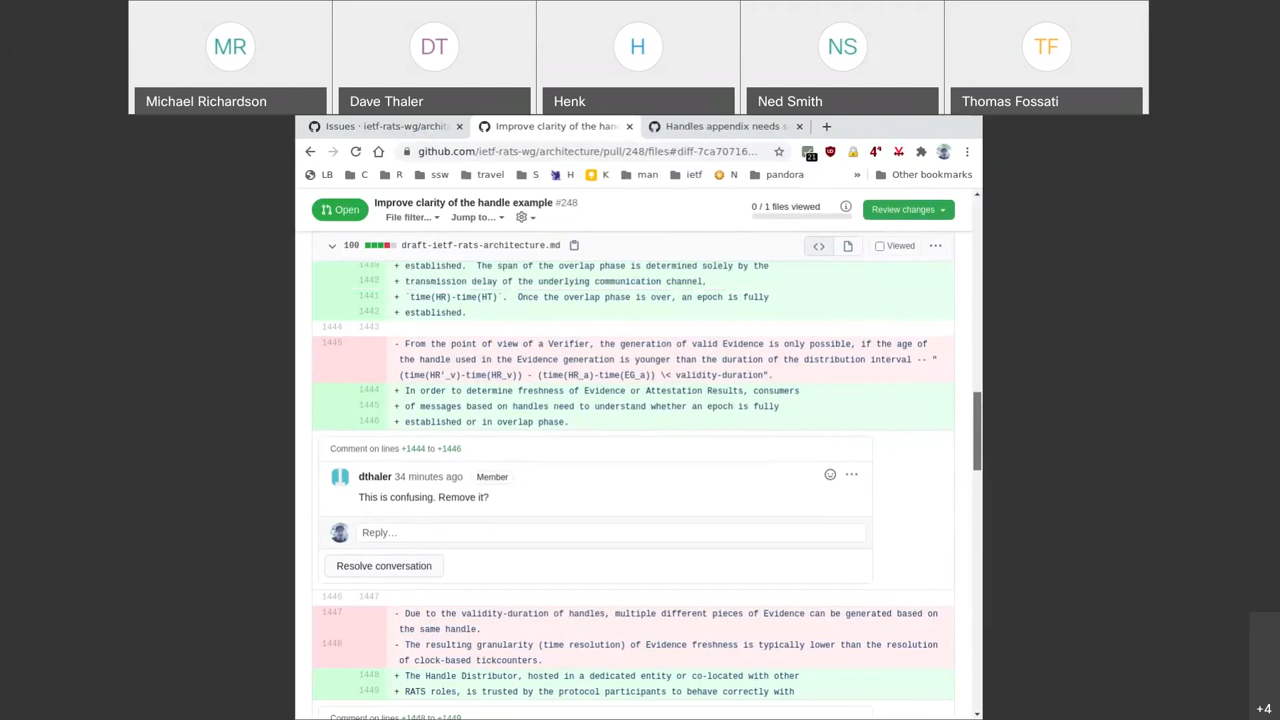 MR
DT
H
NS
TF
Michael Richardson
Dave Thaler
Henk
Ned Smith
Thomas Fossati
Issues · ietf-rats-wg/archit
Improve clarity of the han
Handles appendix needs s
github.com/ietf-rats-wg/architecture/pull/248/files#diff-7ca70716...
21
4º
LB
C
R
ssw
travel
S
H
K
man
ietf
N
pandora
»
Other bookmarks
Open
Improve clarity of the handle example #248
File filter...
Jump to...
0 / 1 files viewed
Review changes
100
draft-ietf-rats-architecture.md
Viewed
+ established. The span of the overlap phase is determined solely by the
+ transmission delay of the underlying communication channel,
1441 + `time(HR)-time(HT)`. Once the overlap phase is over, an epoch is fully
1442 + established.
1444 1443
1445 - From the point of view of a Verifier, the generation of valid Evidence is only possible, if the age of
the handle used in the Evidence generation is younger than the duration of the distribution interval -- "
(time(HR'_v)-time(HR_v)) - (time(HR_a)-time(EG_a)) \< validity-duration".
1444 + In order to determine freshness of Evidence or Attestation Results, consumers
1445 + of messages based on handles need to understand whether an epoch is fully
1446 + established or in overlap phase.
Comment on lines +1444 to +1446
dthaler 34 minutes ago Member
This is confusing. Remove it?
Reply...
Resolve conversation
1446 1447
1447 - Due to the validity-duration of handles, multiple different pieces of Evidence can be generated based on
the same handle.
1448 - The resulting granularity (time resolution) of Evidence freshness is typically lower than the resolution
of clock-based tickcounters.
1448 + The Handle Distributor, hosted in a dedicated entity or co-located with other
1449 + RATS roles, is trusted by the protocol participants to behave correctly with
Comment on lines +1448 to +1449
+4